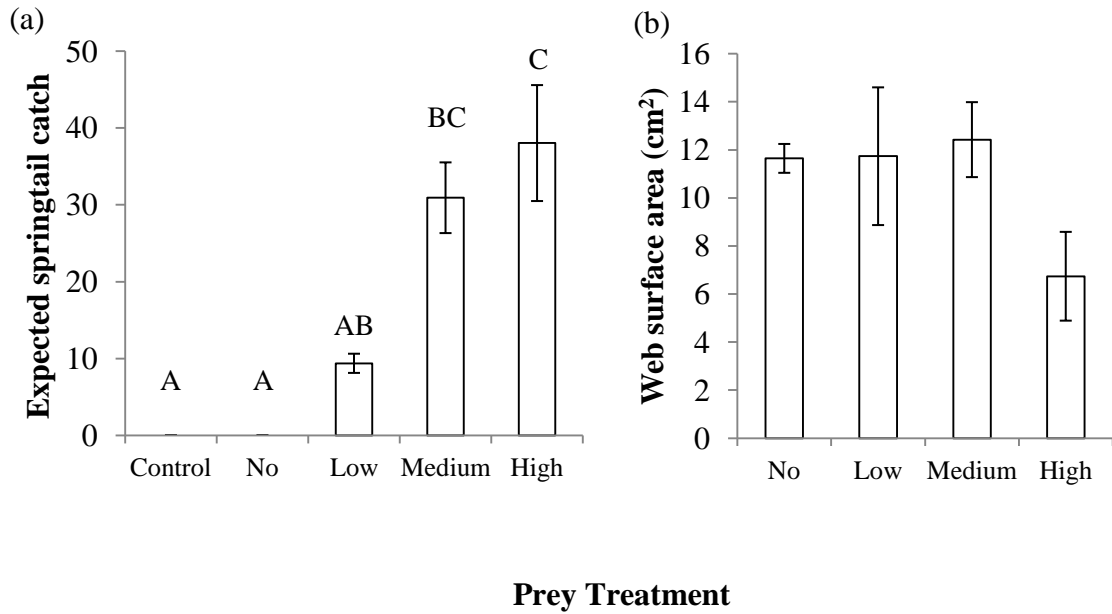 (a)
Expected springtail catch
50
40
30
20
10
0
A
A
AB
BC
C
Control
No
Low
Medium
High
(b)
Web surface area (cm²)
16
14
12
10
8
6
4
2
0
No
Low
Medium
High
Prey Treatment